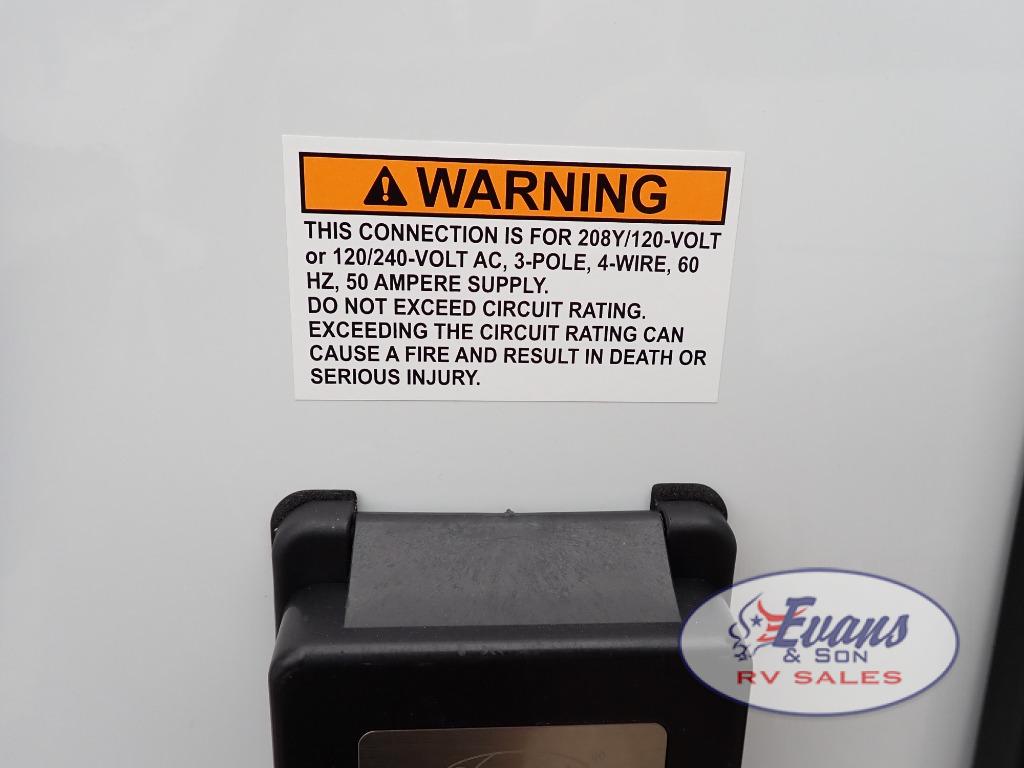 WARNING
THIS CONNECTION IS FOR 208Y/120-VOLT
or 120/240-VOLT AC, 3-POLE, 4-WIRE, 60
HZ, 50 AMPERE SUPPLY.
DO NOT EXCEED CIRCUIT RATING.
EXCEEDING THE CIRCUIT RATING CAN
CAUSE A FIRE AND RESULT IN DEATH OR
SERIOUS INJURY.
Evans
& SON
RV SALES